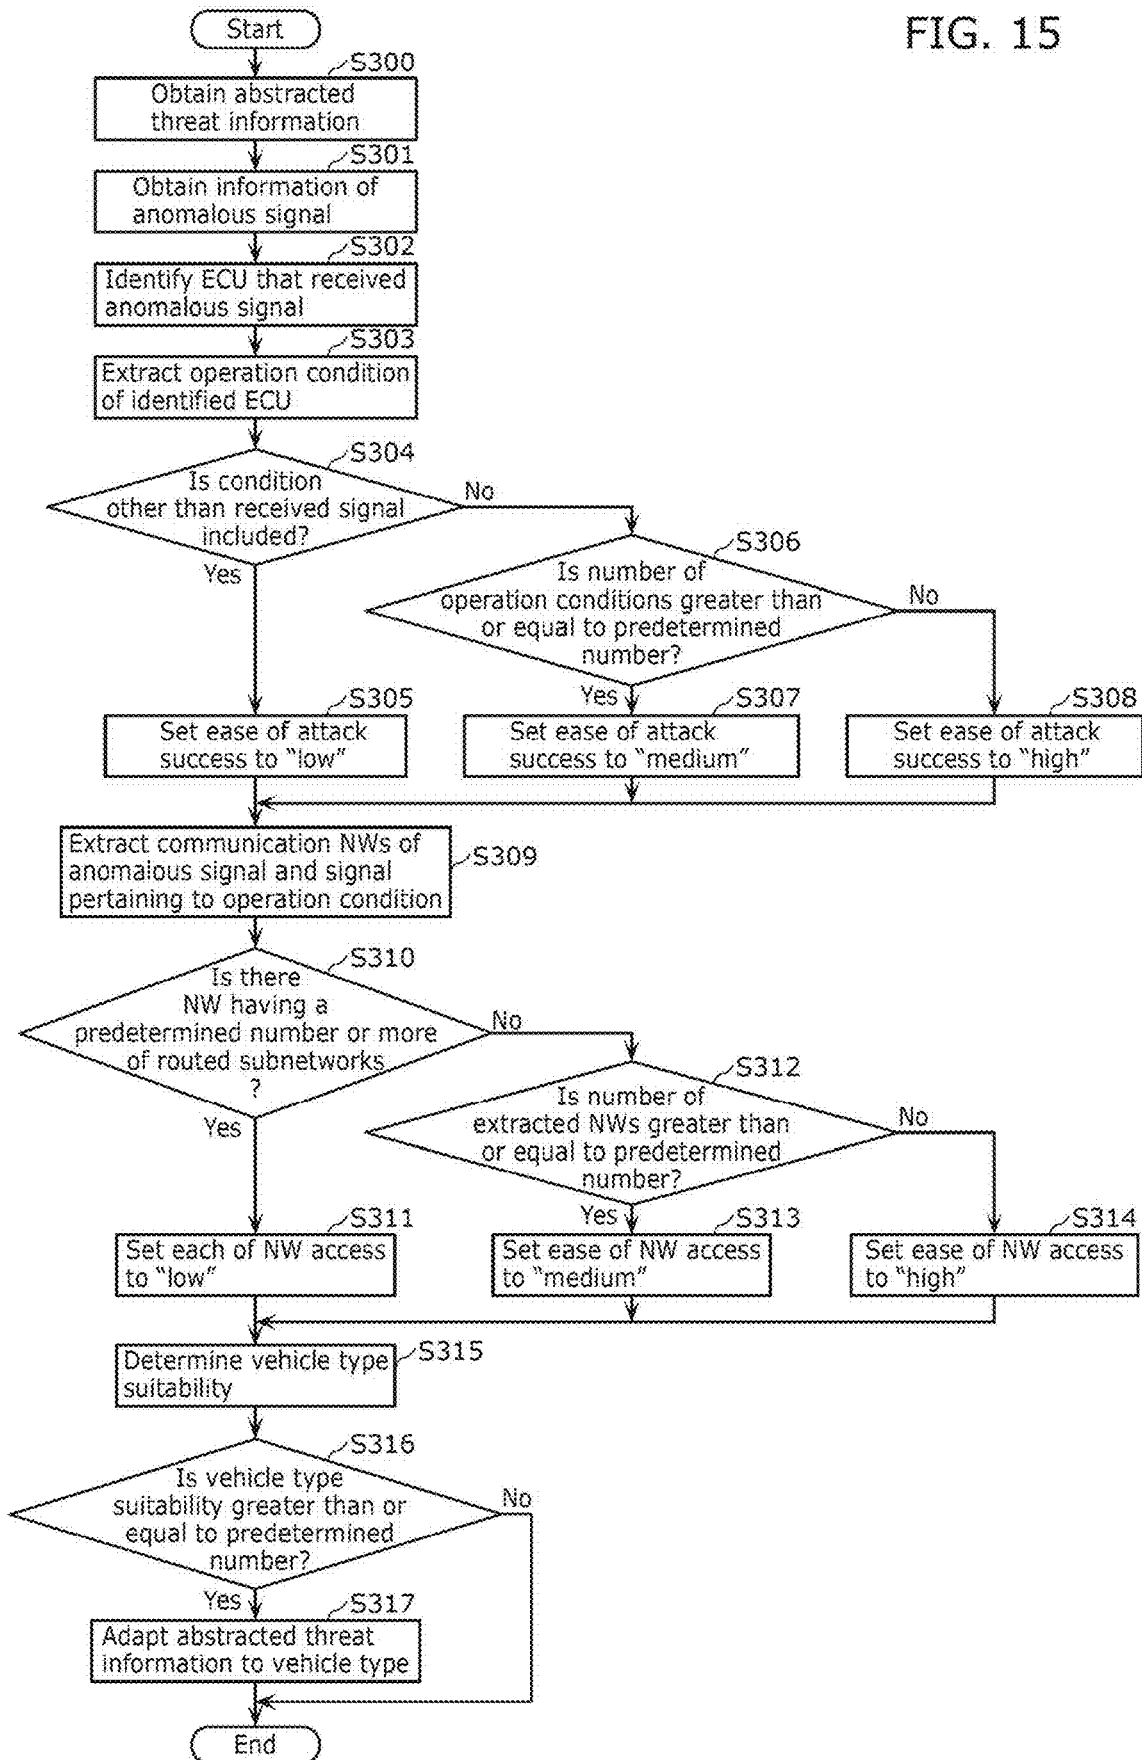 FIG. 15
Start
S300
Obtain abstracted
threat information
S301
Obtain information of
anomalous signal
S302
Identify ECU that received
anomalous signal
S303
Extract operation condition
of identified ECU
S304
Is condition
other than received signal
included?
No
Yes
S306
Is number of
operation conditions greater than
or equal to predetermined
number?
No
Yes
S305
Set ease of attack
success to “low”
S307
Set ease of attack
success to “medium”
S308
Set ease of attack
success to “high”
S309
Extract communication NWs of
anomalous signal and signal
pertaining to operation condition
S310
Is there
NW having a
predetermined number or more
of routed subnetworks
?
No
Yes
S312
Is number of
extracted NWs greater than
or equal to predetermined
number?
No
Yes
S311
Set each of NW access
to “low”
S313
Set ease of NW access
to “medium”
S314
Set ease of NW access
to “high”
S315
Determine vehicle type
suitability
S316
Is vehicle type
suitability greater than or
equal to predetermined
number?
No
Yes
S317
Adapt abstracted threat
information to vehicle type
End